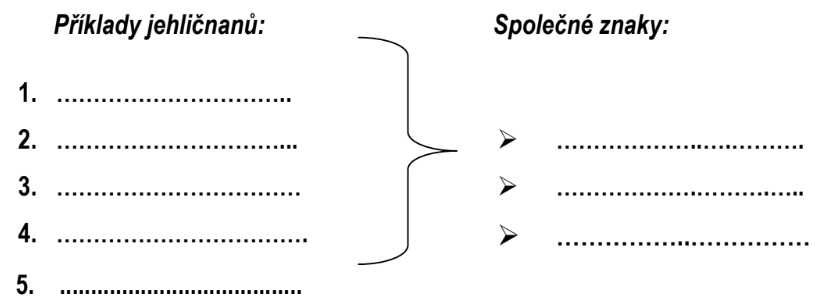 Příklady jehličnanů: Společné znaky:
1. ……………………………..
2. ……………………………... ➢ ………………..….……….
3. ……………………………… ➢ ……………….……….…..
4. ………………………………. ➢ ………………..……………
5. .......................................